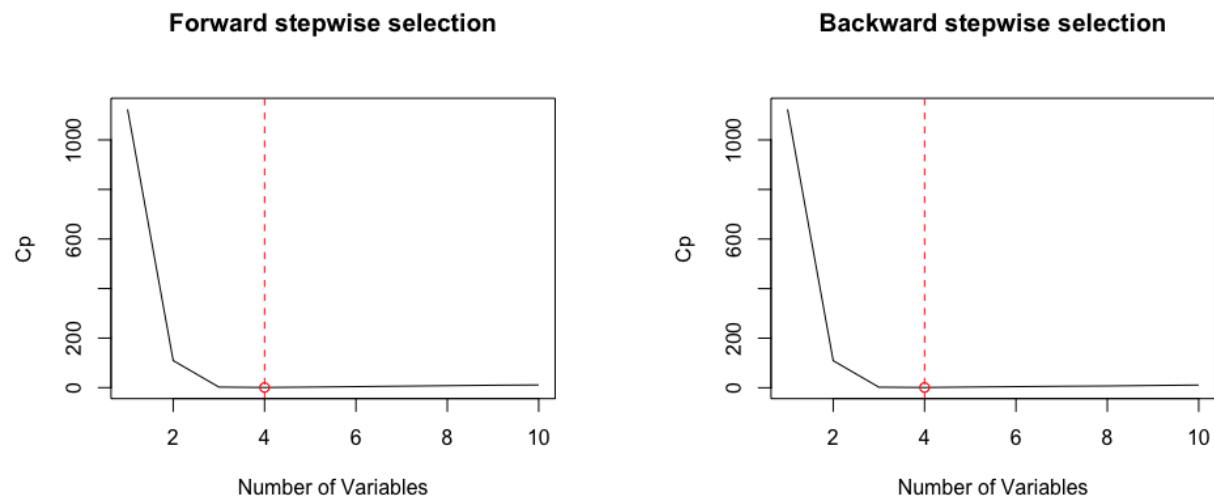 Forward stepwise selection
Cp
1000
600
200
0
2 4 6 8 10
Number of Variables
Backward stepwise selection
Cp
1000
600
200
0
2 4 6 8 10
Number of Variables